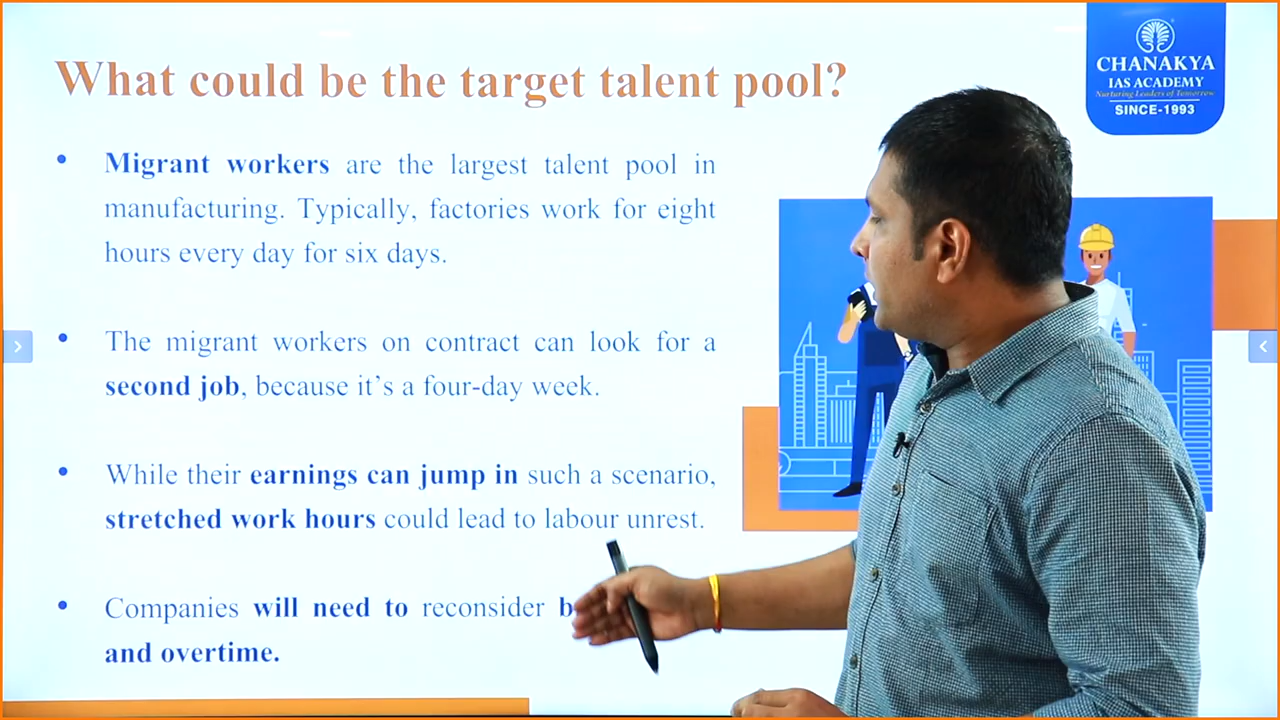 What could be the target talent pool?
CHANAKYA
IAS ACADEMY
Nurturing Leaders of Tomorrow
SINCE-1993
• Migrant workers are the largest talent pool in
manufacturing. Typically, factories work for eight
hours every day for six days.
• The migrant workers on contract can look for a
second job, because it's a four-day week.
• While their earnings can jump in such a scenario,
stretched work hours could lead to labour unrest.
• Companies will need to reconsider
and overtime.